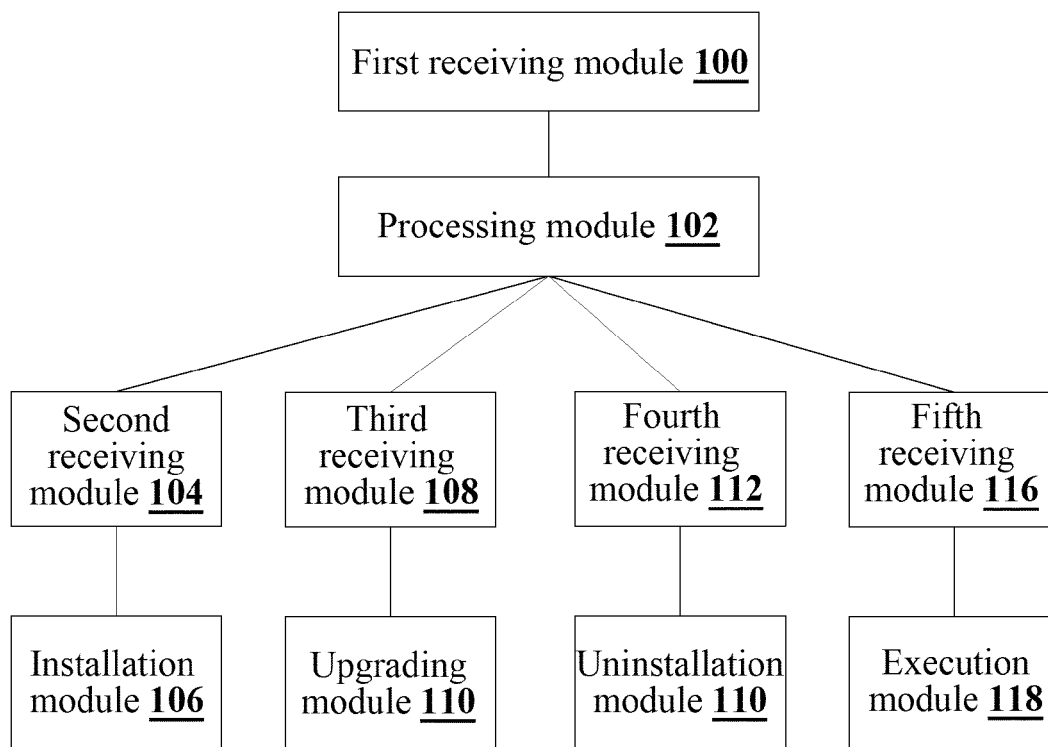 First receiving module 100
Processing module 102
Second
receiving
module 104
Third
receiving
module 108
Fourth
receiving
module 112
Fifth
receiving
module 116
Installation
module 106
Upgrading
module 110
Uninstallation
module 110
Execution
module 118